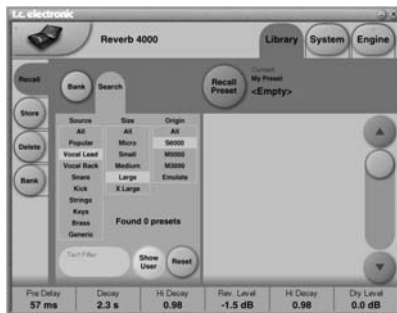 t.c. electronic
Reverb 4000
Library
System
Engine
Recall
Store
Delete
Bank
Bank
Search
Recall Preset
Current
My Preset
<Empty>
Source
Size
Origin
All
Popular
Vocal Lead
Vocal Back
Snare
Kick
Strings
Keys
Brass
Generic
All
Micro
Small
Medium
Large
X Large
All
S6000
M5000
M3000
Emulate
Found 0 presets
Text Filter
Show User
Reset
Pre Delay
57 ms
Decay
2.3 s
Hi Decay
0.98
Rev. Level
-1.5 dB
Hi Decay
0.98
Dry Level
0.0 dB